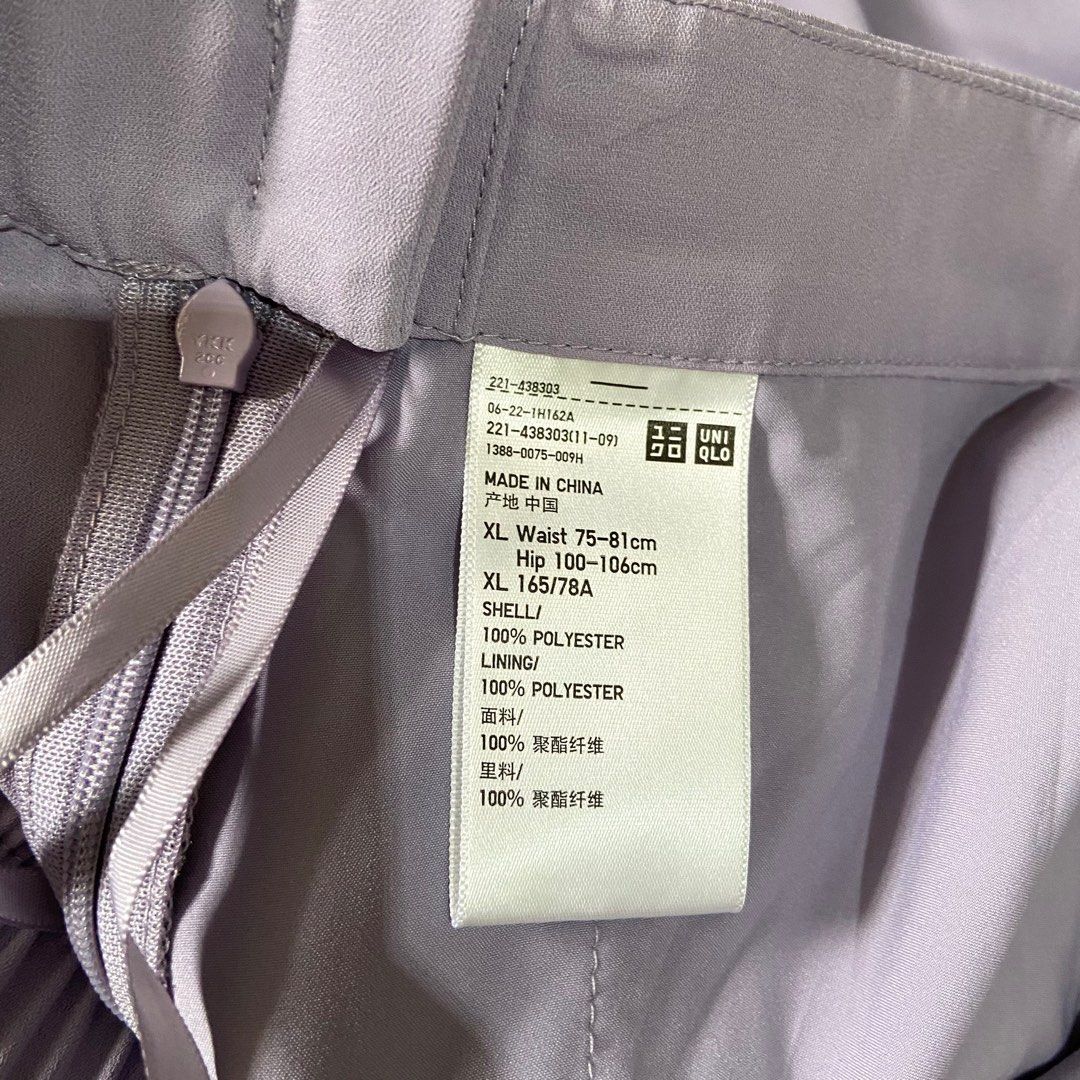 YKK
ZCC
221-438303
06-22-1H162A
221-438303(11-09)
1388-0075-009H
ユニ
クロ
UNI
QLO
MADE IN CHINA
产地 中国
XL Waist 75-81cm
Hip 100-106cm
XL 165/78A
SHELL/
100% POLYESTER
LINING/
100% POLYESTER
面料/
100% 聚酯纤维
里料/
100% 聚酯纤维